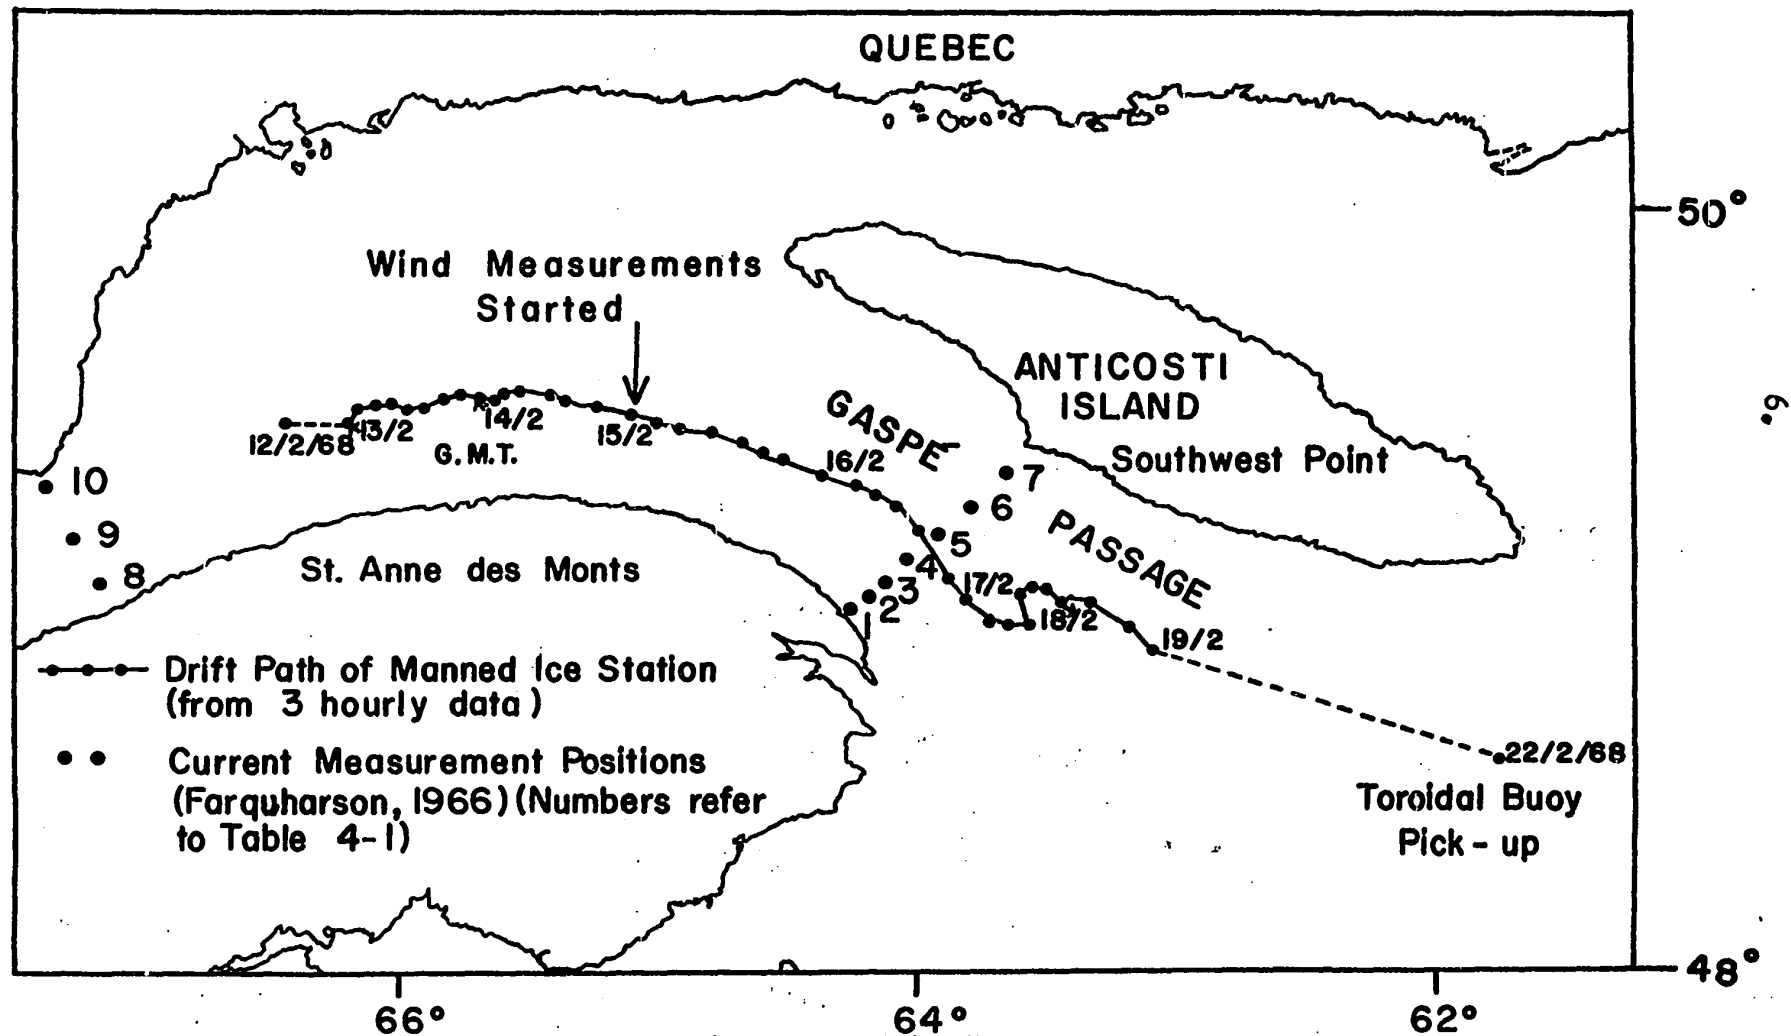 QUEBEC
50°
Wind Measurements
Started
ANTICOSTI
ISLAND
Southwest Point
GASPÉ
PASSAGE
12/2/68
13/2
14/2
G.M.T.
15/2
16/2
17/2
18/2
19/2
22/2/68
Toroidal Buoy
Pick-up
10
9
8
7
6
5
4
3
2
1
St. Anne des Monts
Drift Path of Manned Ice Station
(from 3 hourly data)
Current Measurement Positions
(Farquharson, 1966) (Numbers refer
to Table 4-1)
48°
66°
64°
62°
9.